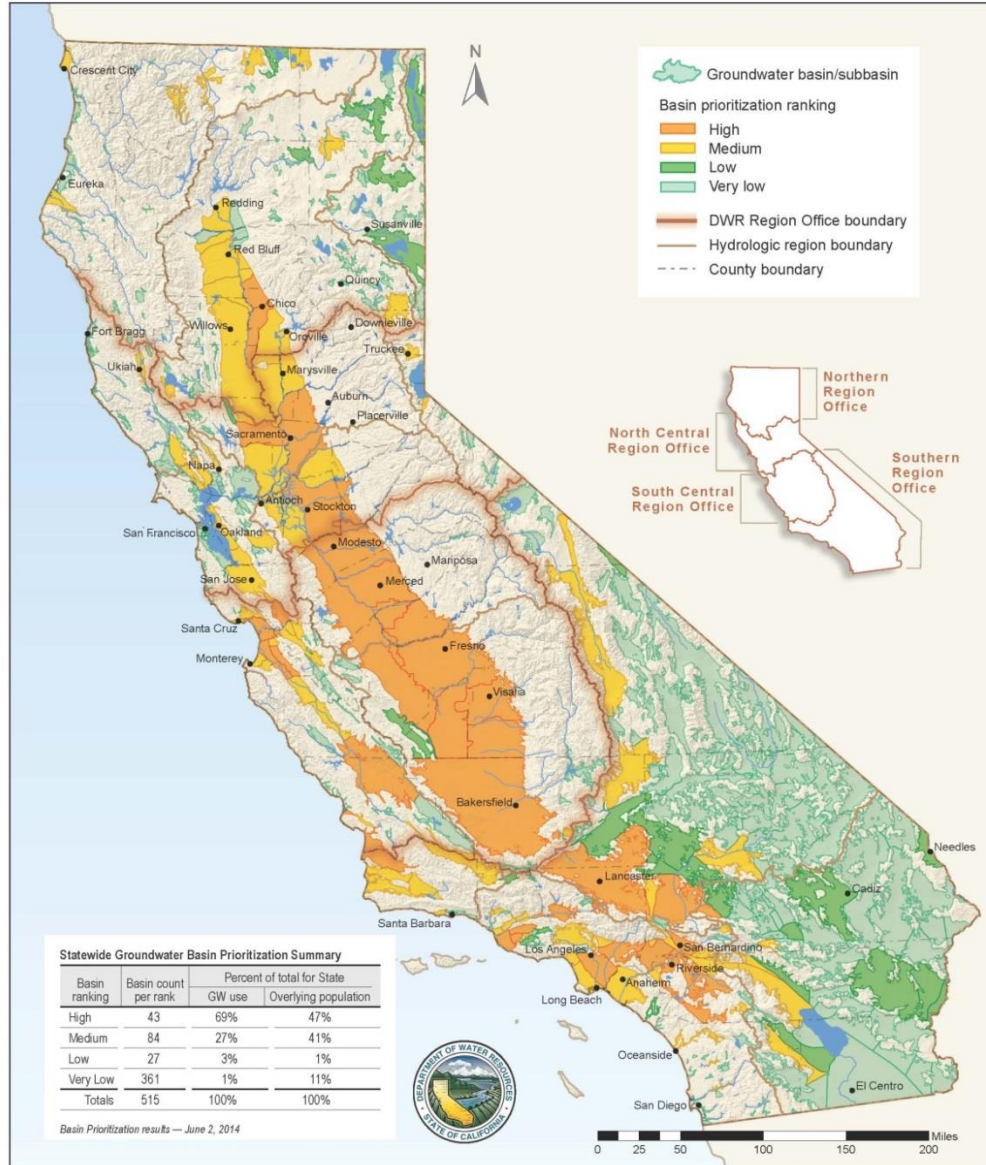 N
Groundwater basin/subbasin
Basin prioritization ranking
High
Medium
Low
Very low
DWR Region Office boundary
Hydrologic region boundary
County boundary
Crescent City
Eureka
Redding
Susanville
Red Bluff
Quincy
Chico
Fort Bragg
Willows
Oroville
Downieville
Truckee
Ukiah
Marysville
Auburn
Placerville
Sacramento
Napa
Antioch
Stockton
San Francisco
Oakland
Modesto
Mariposa
San Jose
Merced
Santa Cruz
Fresno
Monterey
Visalia
Bakersfield
Needles
Lancaster
Cadiz
Santa Barbara
Los Angeles
San Bernardino
Riverside
Anaheim
Long Beach
Oceanside
El Centro
San Diego
Northern
Region
Office
North Central
Region Office
Southern
Region
Office
South Central
Region Office
Statewide Groundwater Basin Prioritization Summary
Basin ranking Basin count per rank Percent of total for State
GW use Overlying population
High 43 69% 47%
Medium 84 27% 41%
Low 27 3% 1%
Very Low 361 1% 11%
Totals 515 100% 100%
Basin Prioritization results — June 2, 2014
DEPARTMENT OF WATER RESOURCES
STATE OF CALIFORNIA
Miles
0 25 50 100 150 200